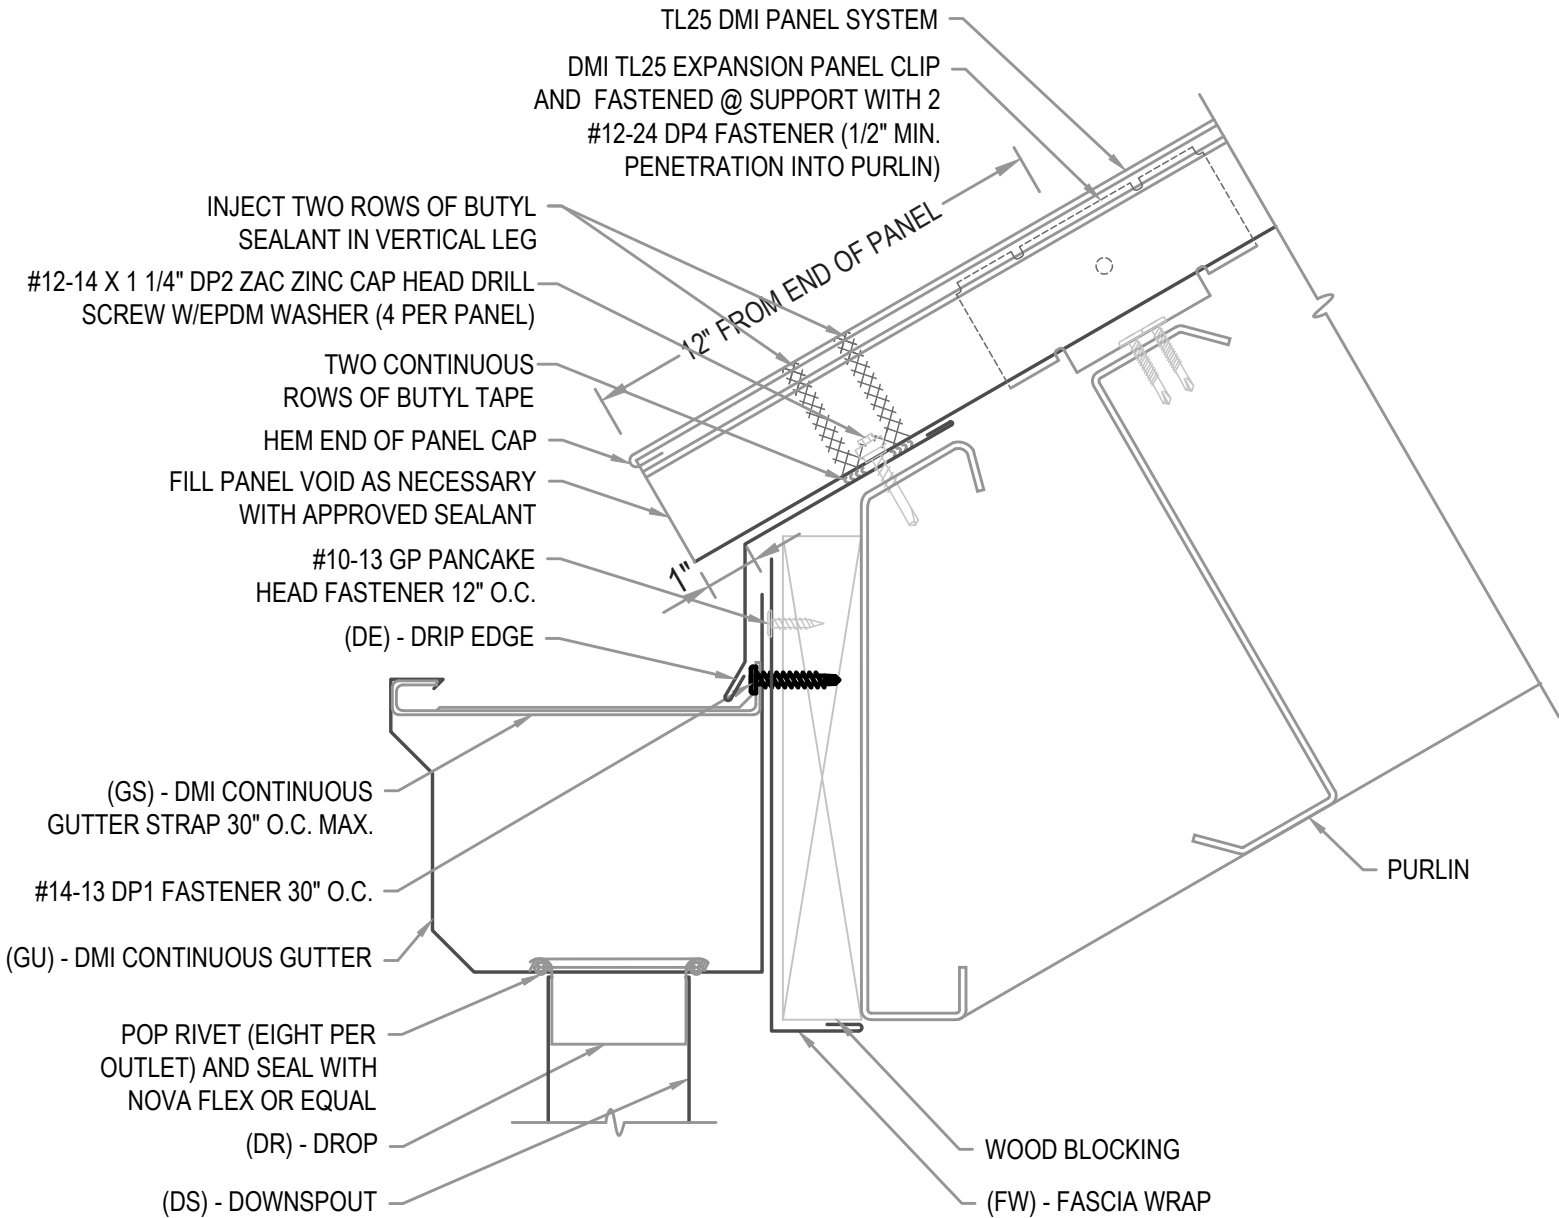 TL25 DMI PANEL SYSTEM
DMI TL25 EXPANSION PANEL CLIP
AND FASTENED @ SUPPORT WITH 2
#12-24 DP4 FASTENER (1/2" MIN.
PENETRATION INTO PURLIN)
12" FROM END OF PANEL
INJECT TWO ROWS OF BUTYL
SEALANT IN VERTICAL LEG
#12-14 X 1 1/4" DP2 ZAC ZINC CAP HEAD DRILL
SCREW W/EPDM WASHER (4 PER PANEL)
TWO CONTINUOUS
ROWS OF BUTYL TAPE
HEM END OF PANEL CAP
FILL PANEL VOID AS NECESSARY
WITH APPROVED SEALANT
1"
#10-13 GP PANCAKE
HEAD FASTENER 12" O.C.
(DE) - DRIP EDGE
(GS) - DMI CONTINUOUS
GUTTER STRAP 30" O.C. MAX.
#14-13 DP1 FASTENER 30" O.C.
(GU) - DMI CONTINUOUS GUTTER
POP RIVET (EIGHT PER
OUTLET) AND SEAL WITH
NOVA FLEX OR EQUAL
(DR) - DROP
(DS) - DOWNSPOUT
PURLIN
WOOD BLOCKING
(FW) - FASCIA WRAP